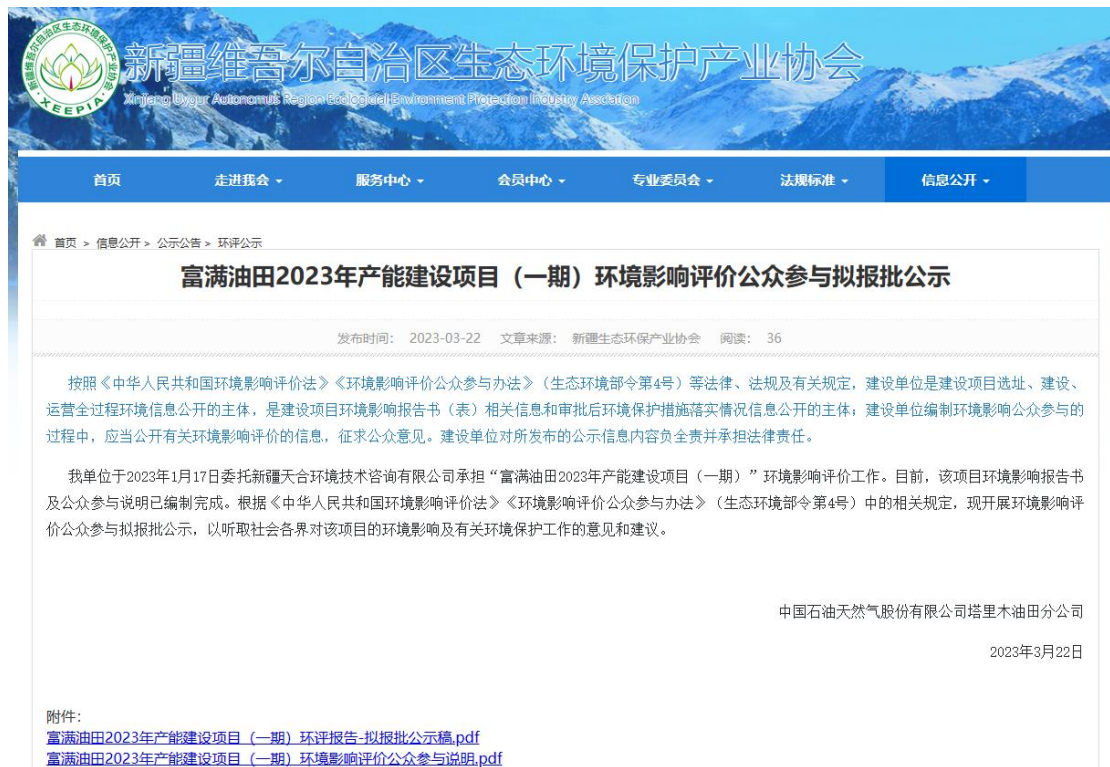 新疆维吾尔自治区生态环境保护产业协会
Xinjiang Uygur Autonomous Region Ecological Environment Protection Industry Assciation
XEEPIA
首页 走进我会 服务中心 会员中心 专业委员会 法规标准 信息公开
首页 > 信息公开 > 公示公告 > 环评公示
富满油田2023年产能建设项目（一期）环境影响评价公众参与拟报批公示
发布时间： 2023-03-22 文章来源： 新疆生态环保产业协会 阅读： 36
按照《中华人民共和国环境影响评价法》《环境影响评价公众参与办法》（生态环境部令第4号）等法律、法规及有关规定，建设单位是建设项目选址、建设、
运营全过程环境信息公开的主体，是建设项目环境影响报告书（表）相关信息和审批后环境保护措施落实情况信息公开的主体；建设单位编制环境影响公众参与的
过程中，应当公开有关环境影响评价的信息，征求公众意见。建设单位对所发布的公示信息内容负全责并承担法律责任。
我单位于2023年1月17日委托新疆天合环境技术咨询有限公司承担“富满油田2023年产能建设项目（一期）”环境影响评价工作。目前，该项目环境影响报告书
及公众参与说明已编制完成。根据《中华人民共和国环境影响评价法》《环境影响评价公众参与办法》（生态环境部令第4号）中的相关规定，现开展环境影响评
价公众参与拟报批公示，以听取社会各界对该项目的环境影响及有关环境保护工作的意见和建议。
中国石油天然气股份有限公司塔里木油田分公司
2023年3月22日
附件：
富满油田2023年产能建设项目（一期）环评报告-拟报批公示稿.pdf
富满油田2023年产能建设项目（一期）环境影响评价公众参与说明.pdf